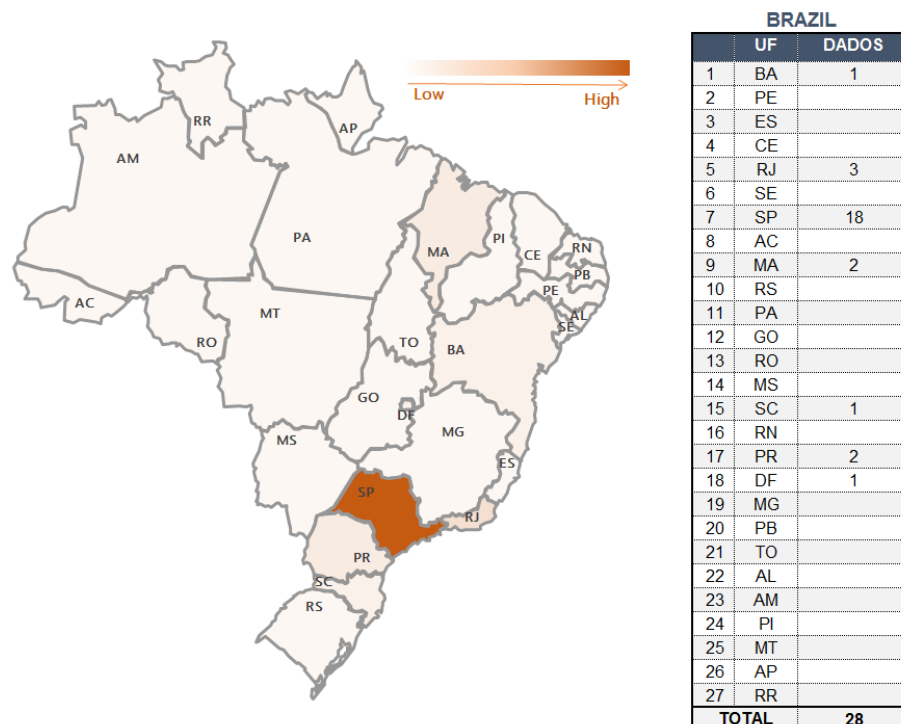 BRAZIL
UF DADOS
1 BA 1
2 PE
3 ES
4 CE
5 RJ 3
6 SE
7 SP 18
8 AC
9 MA 2
10 RS
11 PA
12 GO
13 RO
14 MS
15 SC 1
16 RN
17 PR 2
18 DF 1
19 MG
20 PB
21 TO
22 AL
23 AM
24 PI
25 MT
26 AP
27 RR
TOTAL 28
Low High
RR
AP
AM
PA
MA
PI
CE
RN
PB
PE
AL
SE
AC
RO
MT
TO
BA
GO
DF
MG
MS
ES
SP
RJ
PR
SC
RS